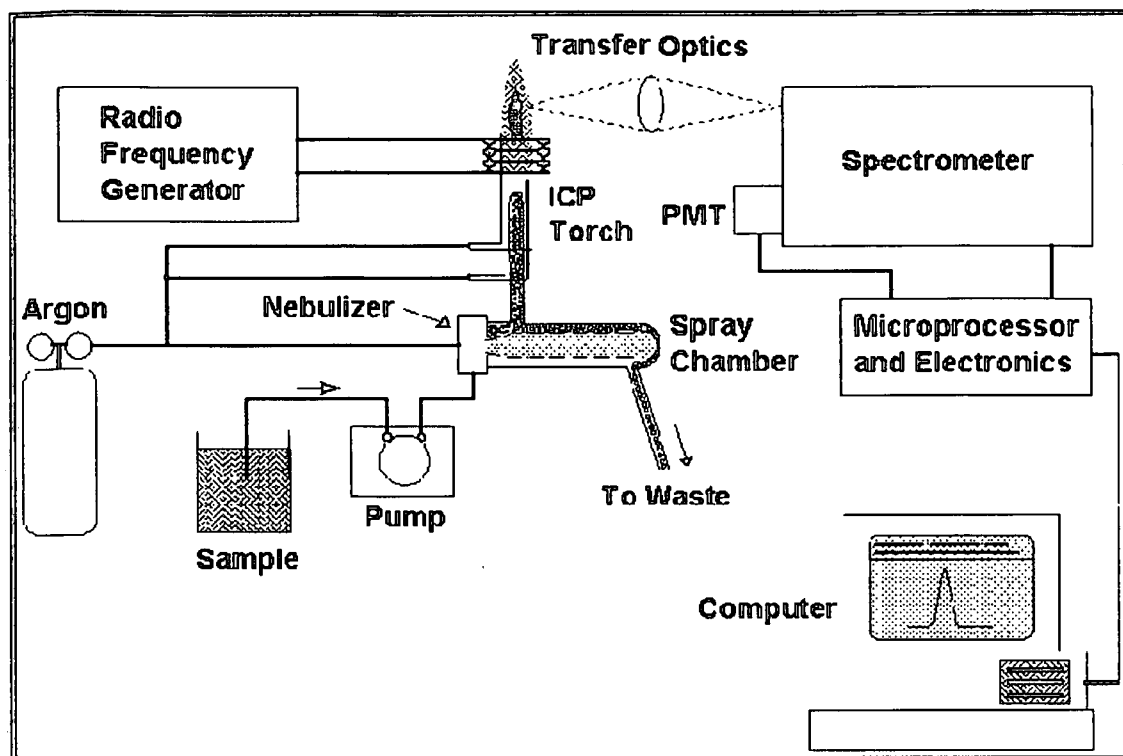 Transfer Optics
Radio
Frequency
Generator
Spectrometer
ICP
Torch
PMT
Argon
Nebulizer
Spray
Chamber
Microprocessor
and Electronics
To Waste
Pump
Sample
Computer